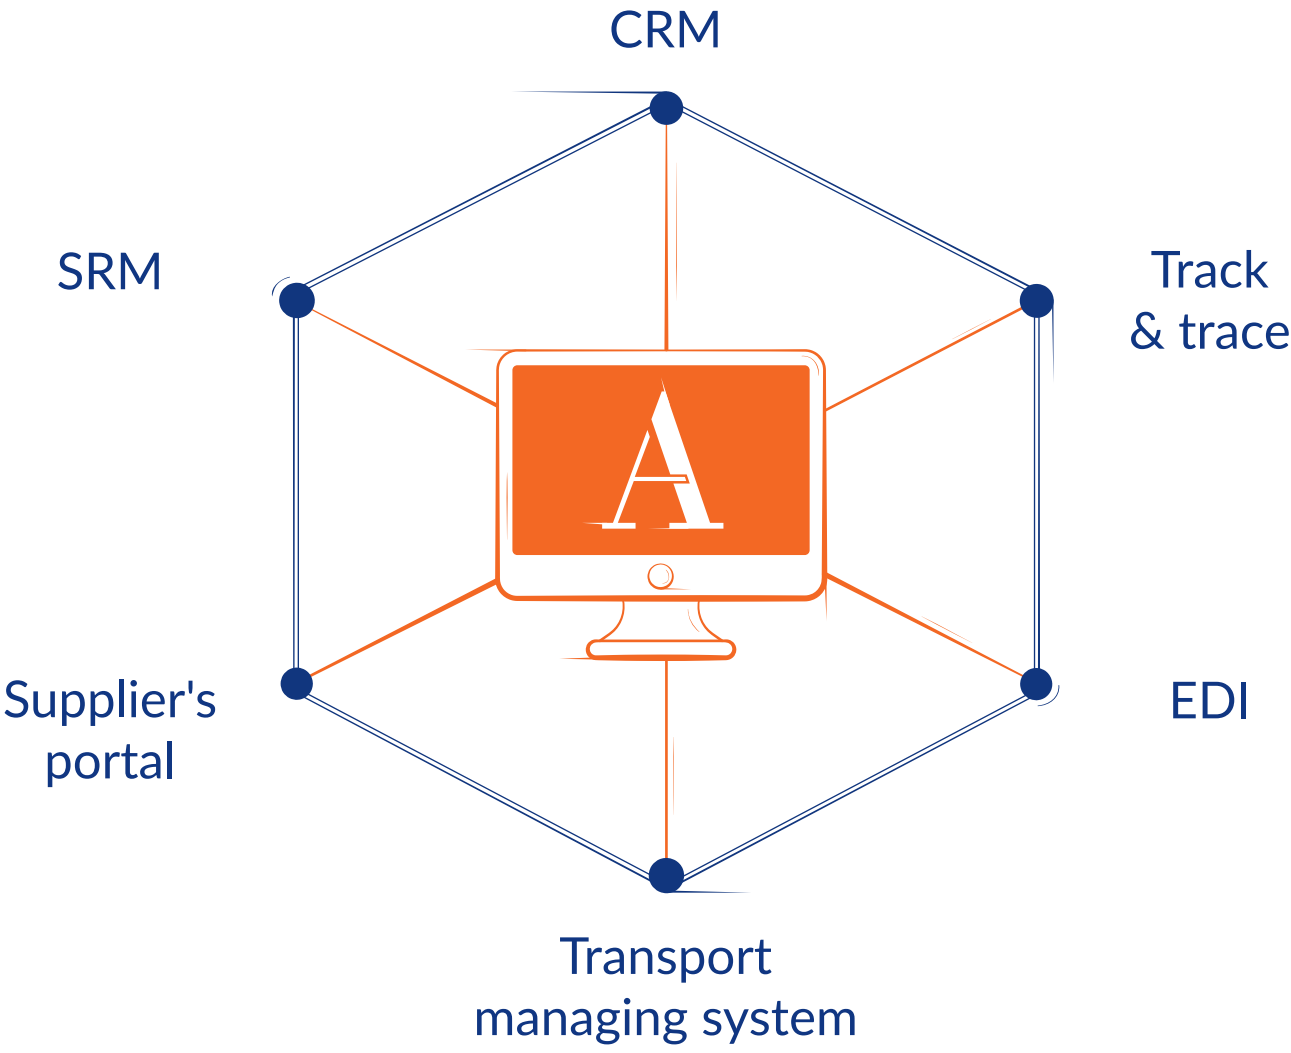 CRM
SRM
Track
& trace
A
Supplier's
portal
EDI
Transport
managing system